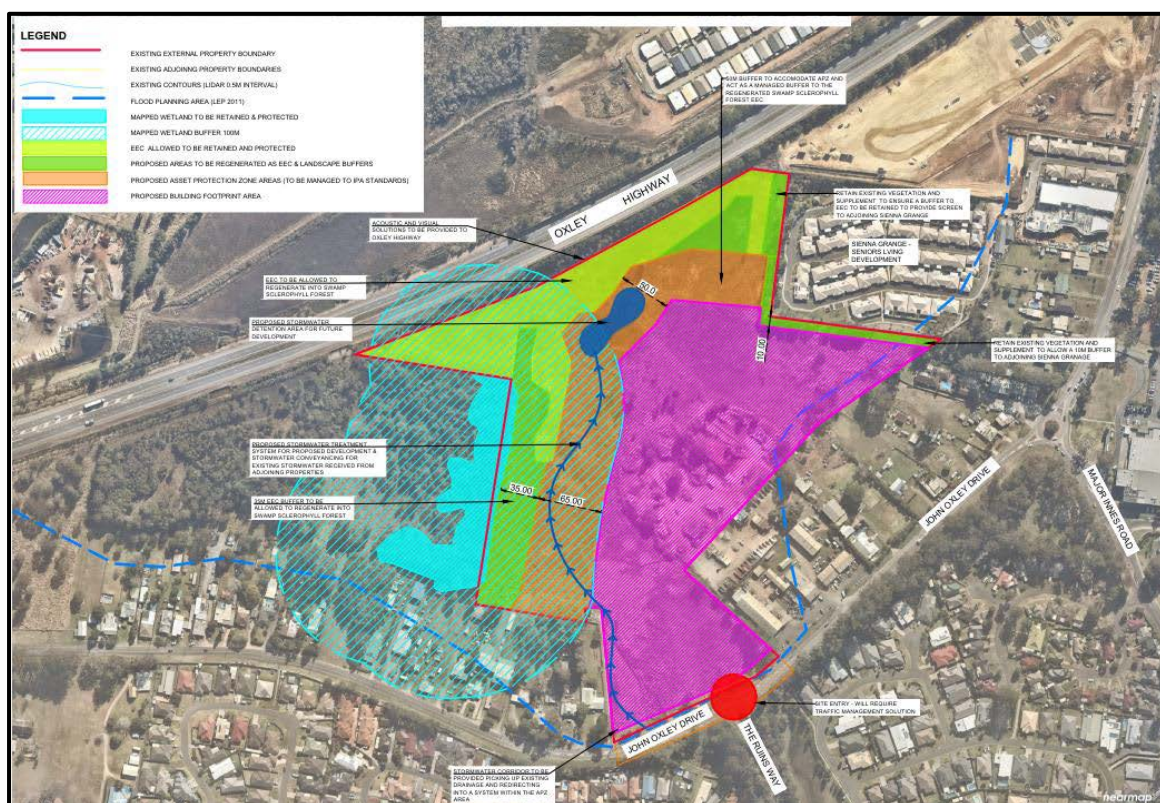 LEGEND
EXISTING EXTERNAL PROPERTY BOUNDARY
EXISTING ADJOINNG PROPERTY BOUNDARIES
EXISTING CONTOURS (LIDAR 0.5M INTERVAL)
FLOOD PLANNING AREA (LEP 2011)
MAPPED WETLAND TO BE RETAINED & PROTECTED
MAPPED WETLAND BUFFER 100M
EEC ALLOWED TO BE RETAINED AND PROTECTED
PROPOSED AREAS TO BE REGENERATED AS EEC & LANDSCAPE BUFFERS
PROPOSED ASSET PROTECTION ZONE AREAS (TO BE MANAGED TO IPA STANDARDS)
PROPOSED BUILDING FOOTPRINT AREA
50M BUFFER TO ACCOMODATE APZ AND
ACT AS A MANAGED BUFFER TO THE
REGENERATED SWAMP SCLEROPHYLL
FOREST EEC
OXLEY HIGHWAY
RETAIN EXISTING VEGETATION AND
SUPPLEMENT TO ENSURE A BUFFER TO
EEC TO BE RETAINED TO PROVIDE SCREEN
TO ADJOINING SIENNA GRANGE
ACOUSTIC AND VISUAL
SOLUTIONS TO BE PROVIDED TO
OXLEY HIGHWAY
SIENNA GRANGE -
SENIORS LVING
DEVELOPMENT
EEC TO BE ALLOWED TO
REGENERATE INTO SWAMP
SCLEROPHYLL FOREST
50.0
PROPOSED STORMWATER
DETENTION AREA FOR FUTURE
DEVELOPMENT
10.00
RETAIN EXISTING VEGETATION AND
SUPPLEMENT TO ALLOW A 10M BUFFER
TO ADJOINING SIENNA GRANAGE
PROPOSED STORMWATER TREATMENT
SYSTEM FOR PROPOSED DEVELOPMENT &
STORMWATER CONVEYANCING FOR
EXISTING STORMWATER RECEIVED FROM
ADJOINING PROPERTIES
35.00
65.00
35M EEC BUFFER TO BE
ALLOWED TO REGENERATE INTO
SWAMP SCLEROPHYLL FOREST
JOHN OXLEY DRIVE
MAJOR INNES ROAD
SITE ENTRY - WILL REQUIRE
TRAFFIC MANAGEMENT SOLUTION
JOHN OXLEY DRIVE
THE RUINS WAY
STORMWATER CORRIDOR TO BE
PROVIDED PICKING UP EXISTING
DRAINAGE AND REDIRECTING
INTO A SYSTEM WITHIN THE APZ
AREA
nearmap